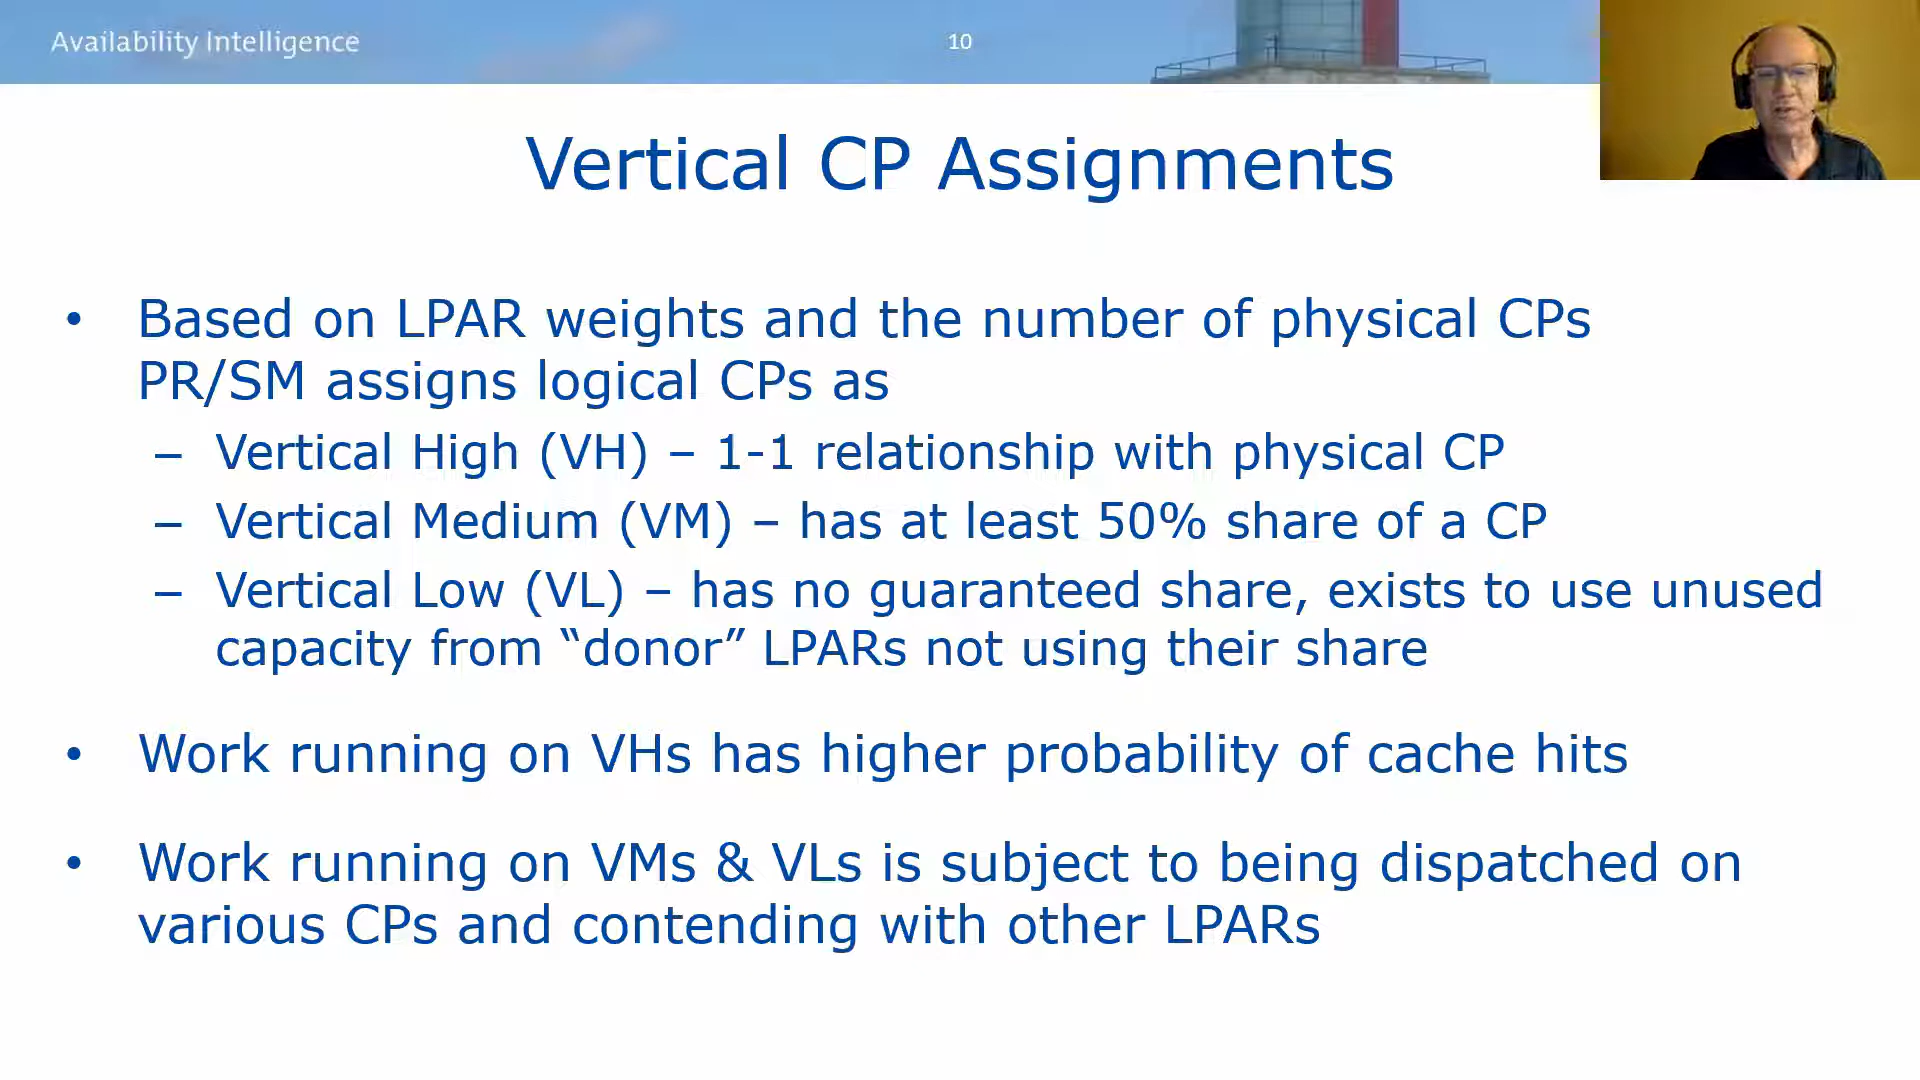 Availability Intelligence
10
Vertical CP Assignments
• Based on LPAR weights and the number of physical CPs
PR/SM assigns logical CPs as
– Vertical High (VH) – 1-1 relationship with physical CP
– Vertical Medium (VM) – has at least 50% share of a CP
– Vertical Low (VL) – has no guaranteed share, exists to use unused
capacity from “donor” LPARs not using their share
• Work running on VHs has higher probability of cache hits
• Work running on VMs & VLs is subject to being dispatched on
various CPs and contending with other LPARs